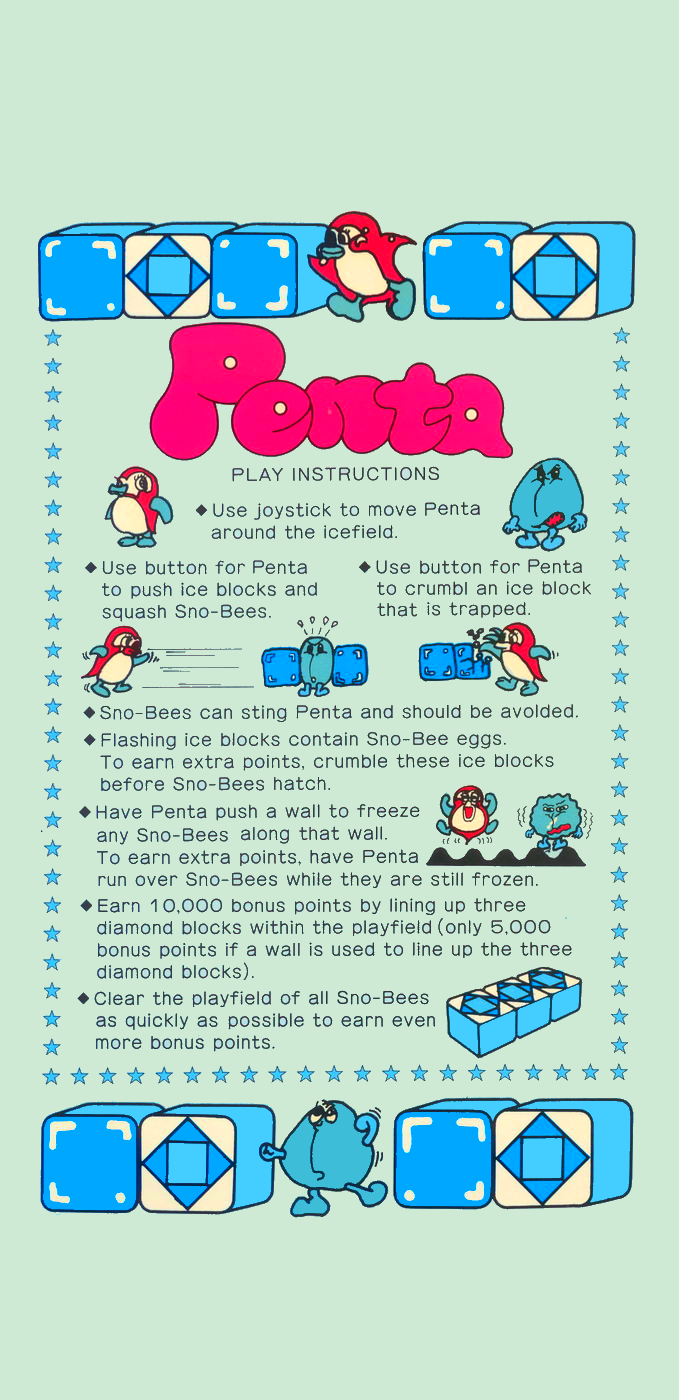 Penta
PLAY INSTRUCTIONS
◆Use joystick to move Penta
around the icefield.
◆Use button for Penta
to push ice blocks and
squash Sno-Bees.
◆Use button for Penta
to crumbl an ice block
that is trapped.
◆Sno-Bees can sting Penta and should be avolded.
◆Flashing ice blocks contain Sno-Bee eggs.
To earn extra points, crumble these ice blocks
before Sno-Bees hatch.
◆Have Penta push a wall to freeze
any Sno-Bees along that wall.
To earn extra points, have Penta
run over Sno-Bees while they are still frozen.
◆Earn 10,000 bonus points by lining up three
diamond blocks within the playfield (only 5,000
bonus points if a wall is used to line up the three
diamond blocks).
◆Clear the playfield of all Sno-Bees
as quickly as possible to earn even
more bonus points.